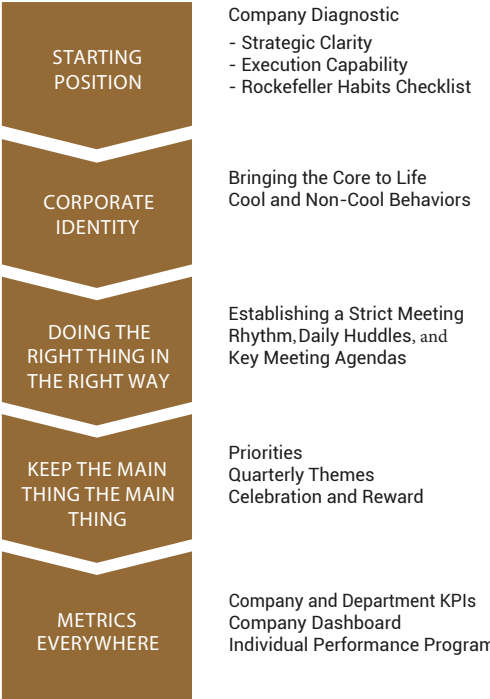 STARTING
POSITION
Company Diagnostic
- Strategic Clarity
- Execution Capability
- Rockefeller Habits Checklist
CORPORATE
IDENTITY
Bringing the Core to Life
Cool and Non-Cool Behaviors
DOING THE
RIGHT THING IN
THE RIGHT WAY
Establishing a Strict Meeting
Rhythm, Daily Huddles, and
Key Meeting Agendas
KEEP THE MAIN
THING THE MAIN
THING
Priorities
Quarterly Themes
Celebration and Reward
METRICS
EVERYWHERE
Company and Department KPIs
Company Dashboard
Individual Performance Program